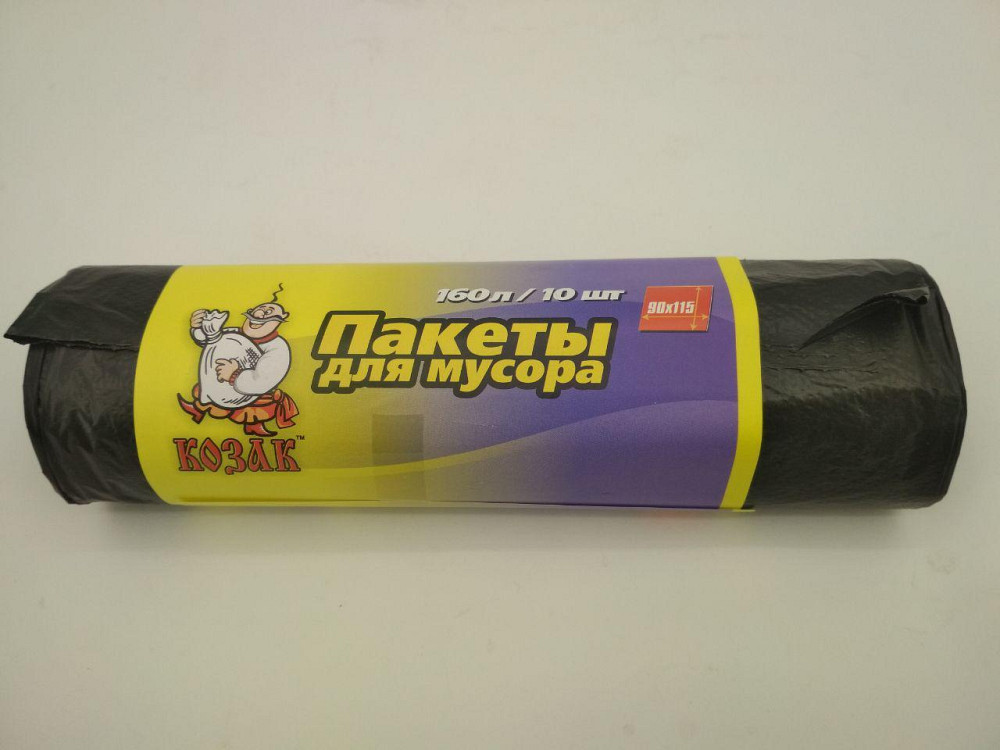 160л / 10 шт
90x115
Пакеты
для мусора
КОЗАК™